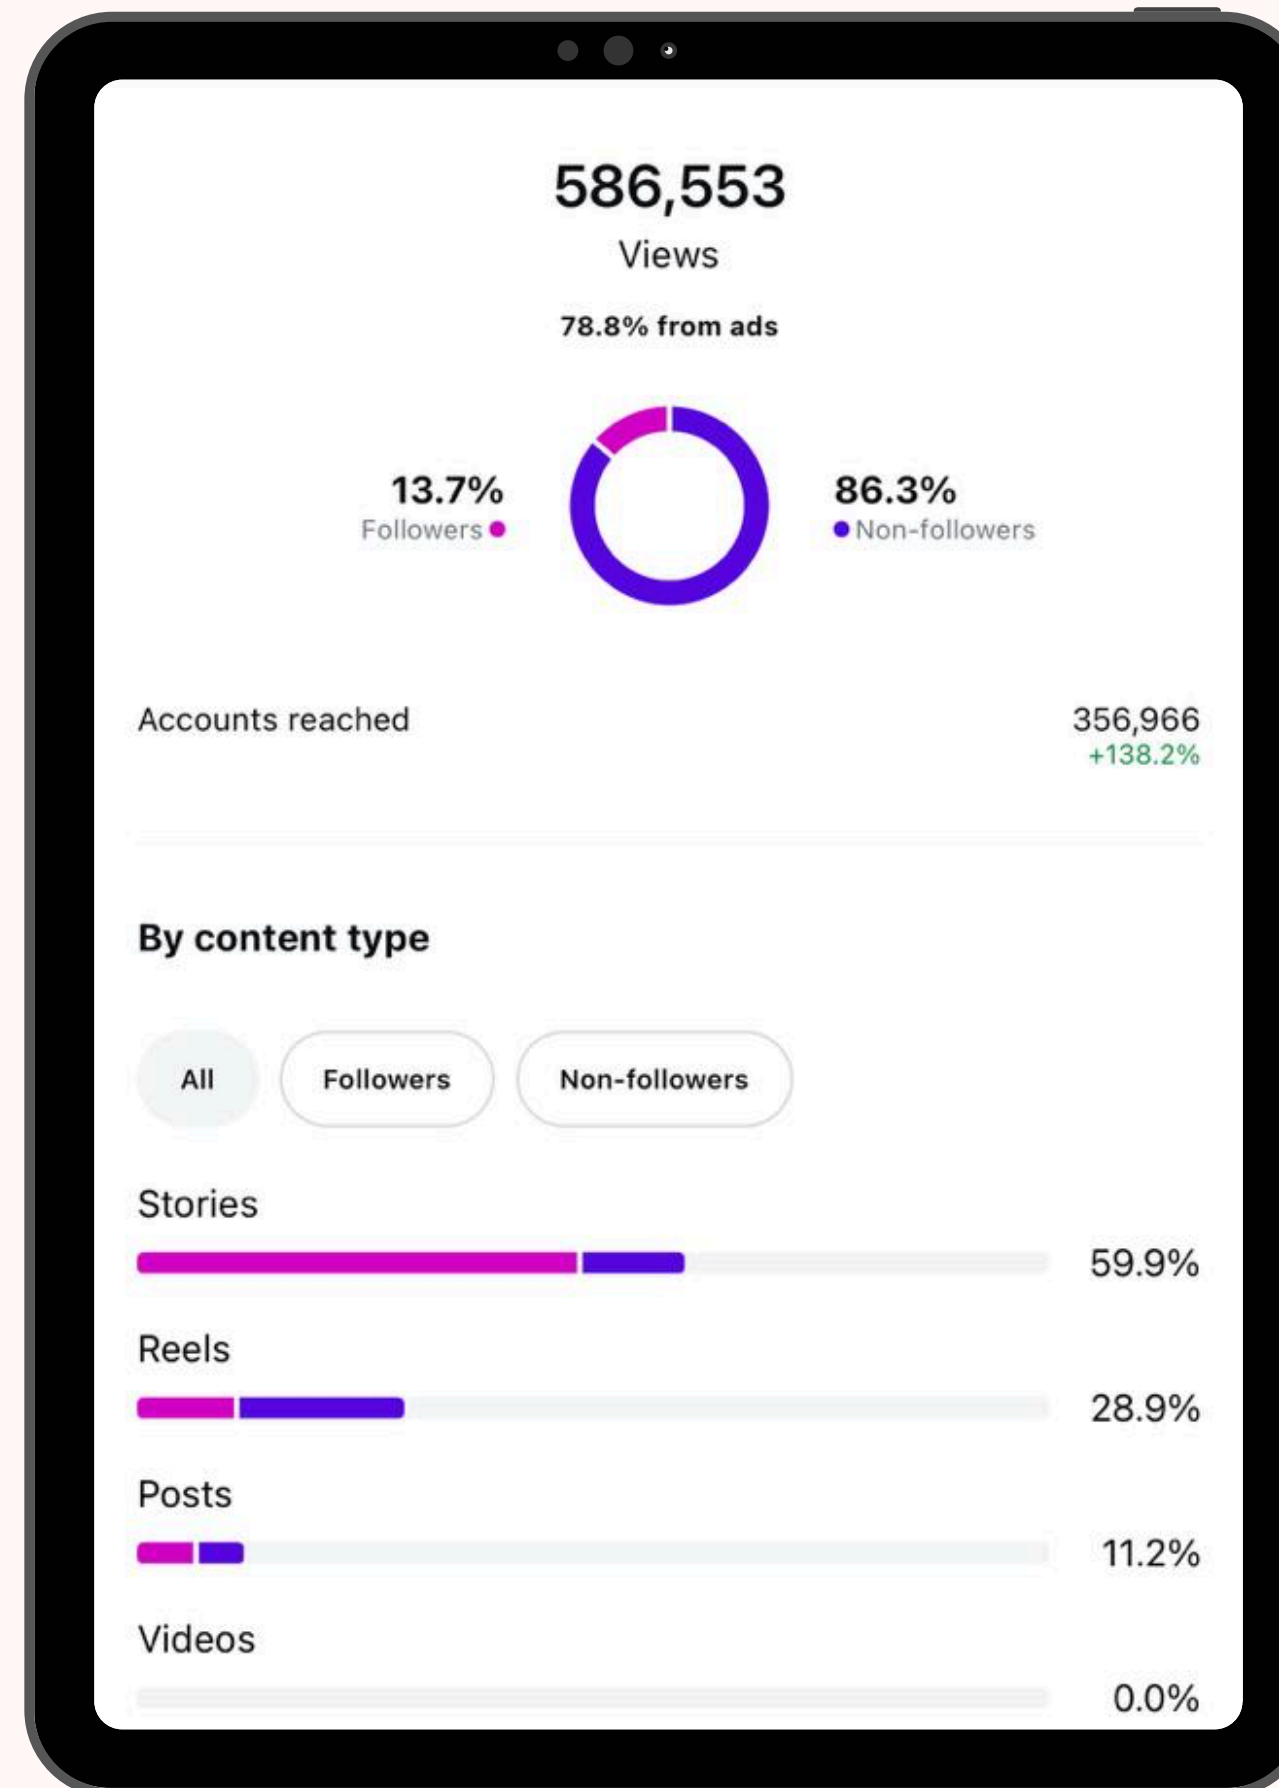 586,553
Views
78.8% from ads
13.7%
Followers
86.3%
Non-followers
Accounts reached
356,966
+138.2%
By content type
All
Followers
Non-followers
Stories
59.9%
Reels
28.9%
Posts
11.2%
Videos
0.0%